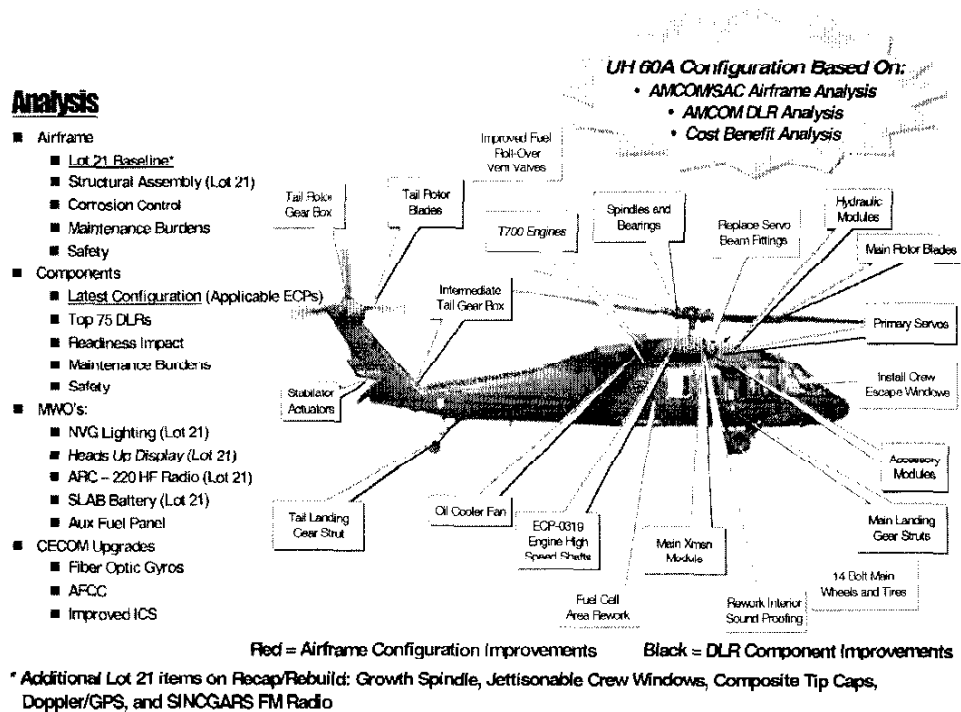 UH 60A Configuration Based On:
• AMCOM/SAC Airframe Analysis
• AMCOM DLR Analysis
• Cost Benefit Analysis
Analysis
■ Airframe
■ Lot 21 Baseline*
■ Structural Assembly (Lot 21)
■ Corrosion Control
■ Maintenance Burdens
■ Safety
■ Components
■ Latest Configuration (Applicable ECPs)
■ Top 75 DLRs
■ Readiness Impact
■ Maintenance Burdens
■ Safety
■ MWO's:
■ NVG Lighting (Lot 21)
■ Heads Up Display (Lot 21)
■ ARC – 220 HF Radio (Lot 21)
■ SLAB Battery (Lot 21)
■ Aux Fuel Panel
■ CECOM Upgrades
■ Fiber Optic Gyros
■ AFCC
■ Improved ICS
Improved Fuel
Roll-Over
Vent Valves
Tail Rotor
Gear Box
Tail Rotor
Blades
T700 Engines
Spindles and
Bearings
Replace Servo
Beam Fittings
Hydraulic
Modules
Main Rotor Blades
Intermediate
Tail Gear Box
Primary Servos
Stabilator
Actuators
Install Crew
Escape Windows
Accessory
Modules
Tail Landing
Gear Strut
Oil Cooler Fan
ECP-0319
Engine High
Speed Shafts
Main Xmsn
Module
Main Landing
Gear Struts
Fuel Cell
Area Rework
Rework Interior
Sound Proofing
14 Bolt Main
Wheels and Tires
Red = Airframe Configuration Improvements
Black = DLR Component Improvements
* Additional Lot 21 items on Recap/Rebuild: Growth Spindle, Jettisonable Crew Windows, Composite Tip Caps,
Doppler/GPS, and SINCGARS FM Radio